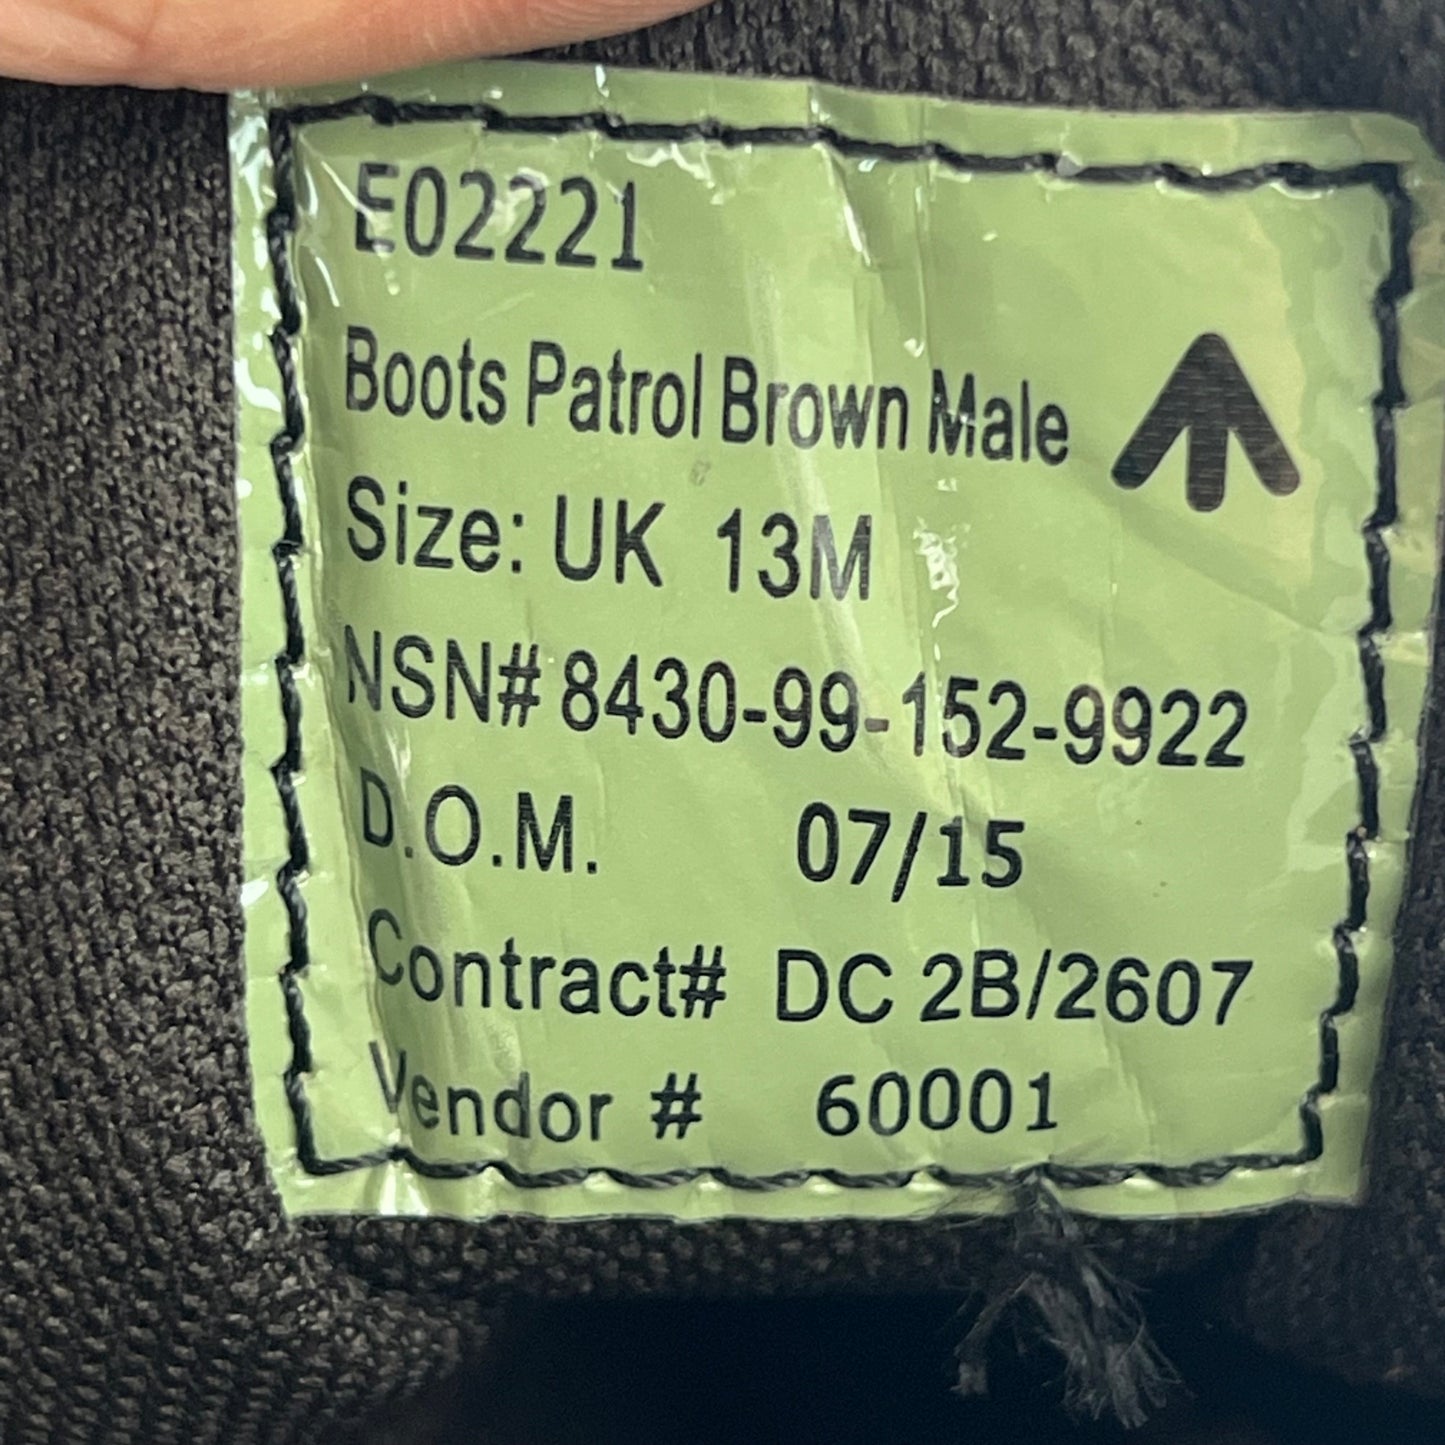 E02221
Boots Patrol Brown Male
Size: UK 13M
NSN# 8430-99-152-9922
D.O.M. 07/15
Contract# DC 2B/2607
Vendor # 60001